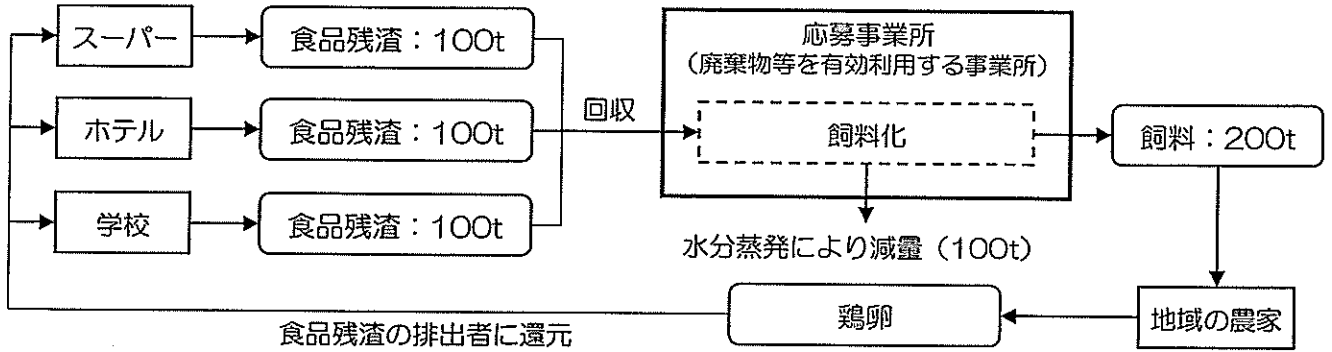 スーパー
食品残渣：100t
ホテル
食品残渣：100t
学校
食品残渣：100t
回収
応募事業所
（廃棄物等を有効利用する事業所）
飼料化
飼料：200t
水分蒸発により減量（100t）
地域の農家
鶏卵
食品残渣の排出者に還元